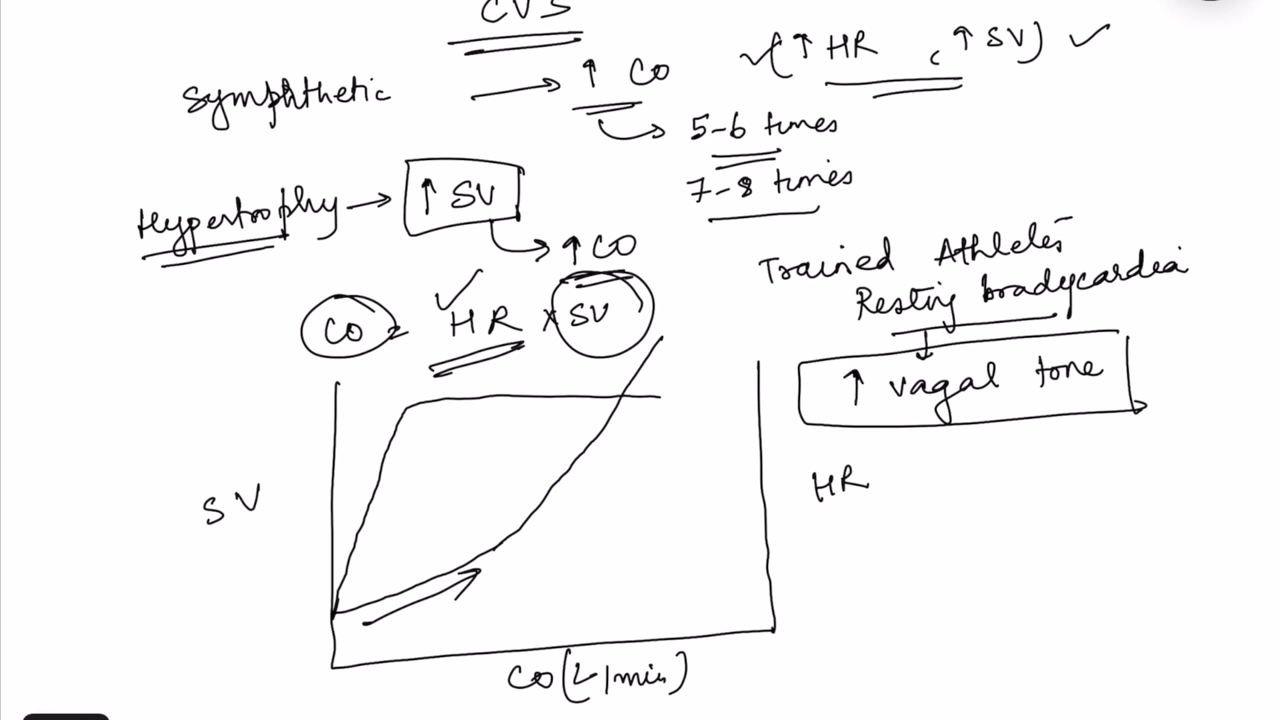 CVS
Symphthetic → ↑ CO ✓(↑ HR , ↑ SV) ✓
5-6 times
7-8 times
Hypertrophy → ↑ SV
↑ CO
CO = HR × SV
Trained Athletes
Resting bradycardia
↑ vagal tone
SV
HR
CO (L/min)